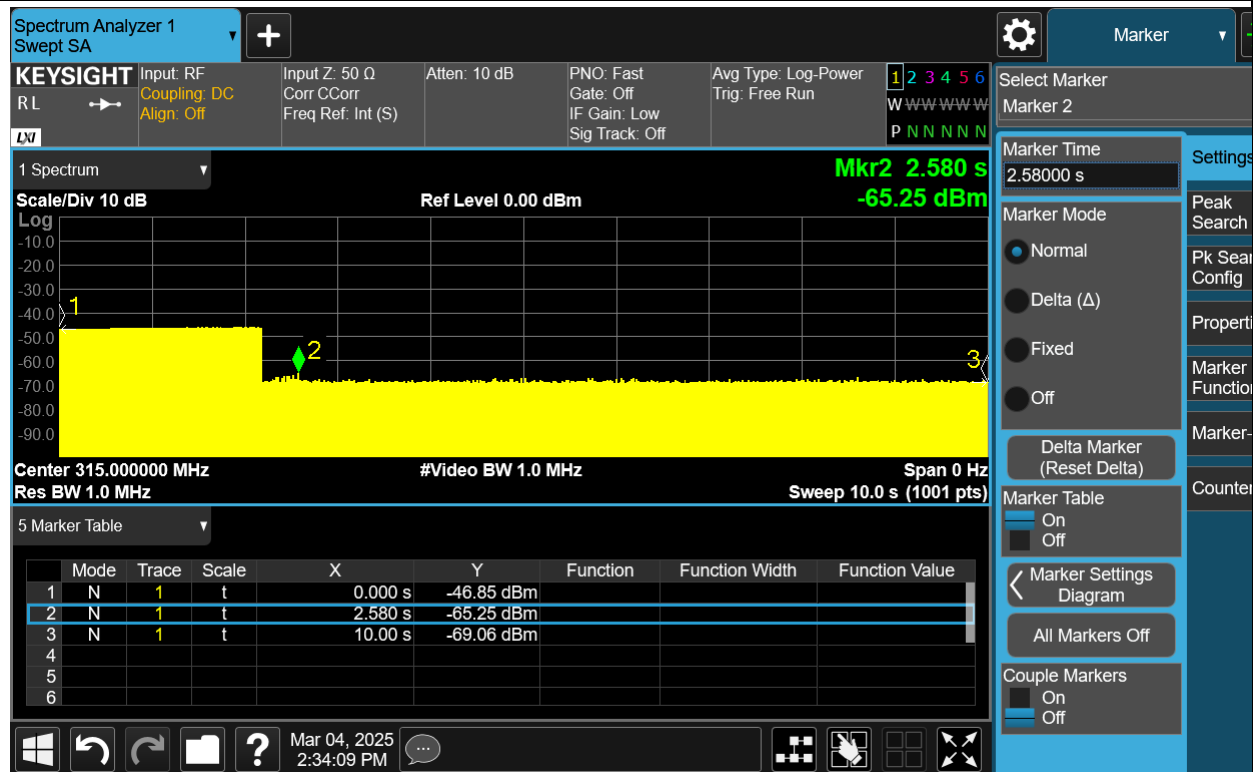 Spectrum Analyzer 1
Swept SA
Marker
KEYSIGHT
R L
LXI
Input: RF
Coupling: DC
Align: Off
Input Z: 50 Ω
Corr CCorr
Freq Ref: Int (S)
Atten: 10 dB
PNO: Fast
Gate: Off
IF Gain: Low
Sig Track: Off
Avg Type: Log-Power
Trig: Free Run
1 2 3 4 5 6
W W W W W W
P N N N N N
Select Marker
Marker 2
1 Spectrum
Mkr2 2.580 s
-65.25 dBm
Scale/Div 10 dB
Ref Level 0.00 dBm
Log
-10.0
-20.0
-30.0
-40.0
-50.0
-60.0
-70.0
-80.0
-90.0
1
2
3
Center 315.000000 MHz
#Video BW 1.0 MHz
Span 0 Hz
Res BW 1.0 MHz
Sweep 10.0 s (1001 pts)
5 Marker Table
Mode Trace Scale X Y Function Function Width Function Value
1 N 1 t 0.000 s -46.85 dBm
2 N 1 t 2.580 s -65.25 dBm
3 N 1 t 10.00 s -69.06 dBm
4
5
6
Marker Time
2.58000 s
Marker Mode
Normal
Delta (Δ)
Fixed
Off
Delta Marker
(Reset Delta)
Marker Table
On
Off
Marker Settings
Diagram
All Markers Off
Couple Markers
On
Off
Settings
Peak
Search
Pk Sear
Config
Properti
Marker
Function
Marker-
Counter
?
Mar 04, 2025
2:34:09 PM